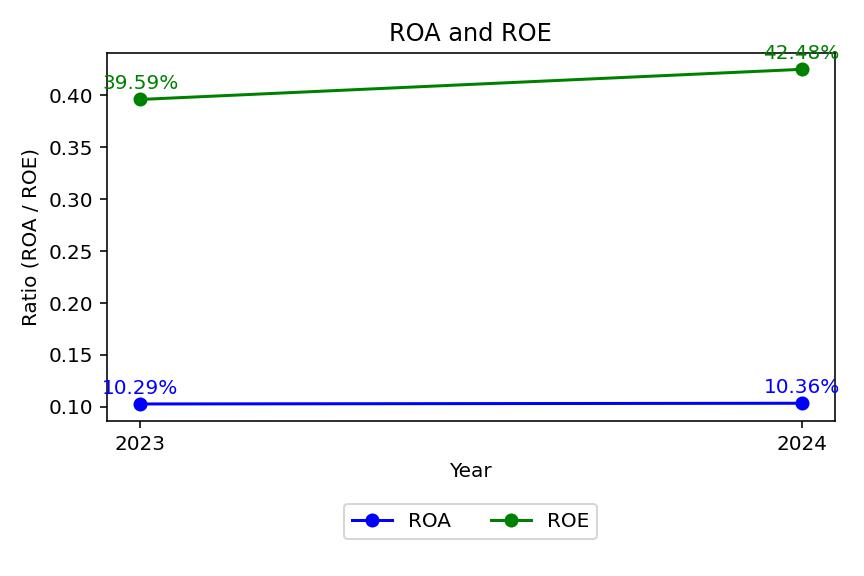 ROA and ROE
42.48%
39.59%
0.40
0.35
0.30
0.25
0.20
0.15
10.29%
10.36%
0.10
Ratio (ROA / ROE)
2023
2024
Year
ROA
ROE